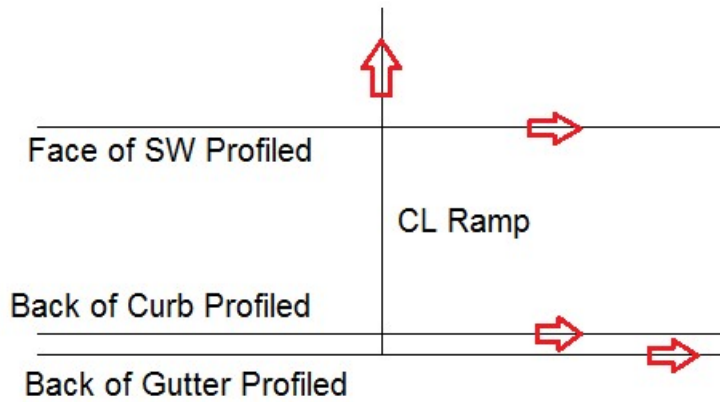 Face of SW Profiled
CL Ramp
Back of Curb Profiled
Back of Gutter Profiled